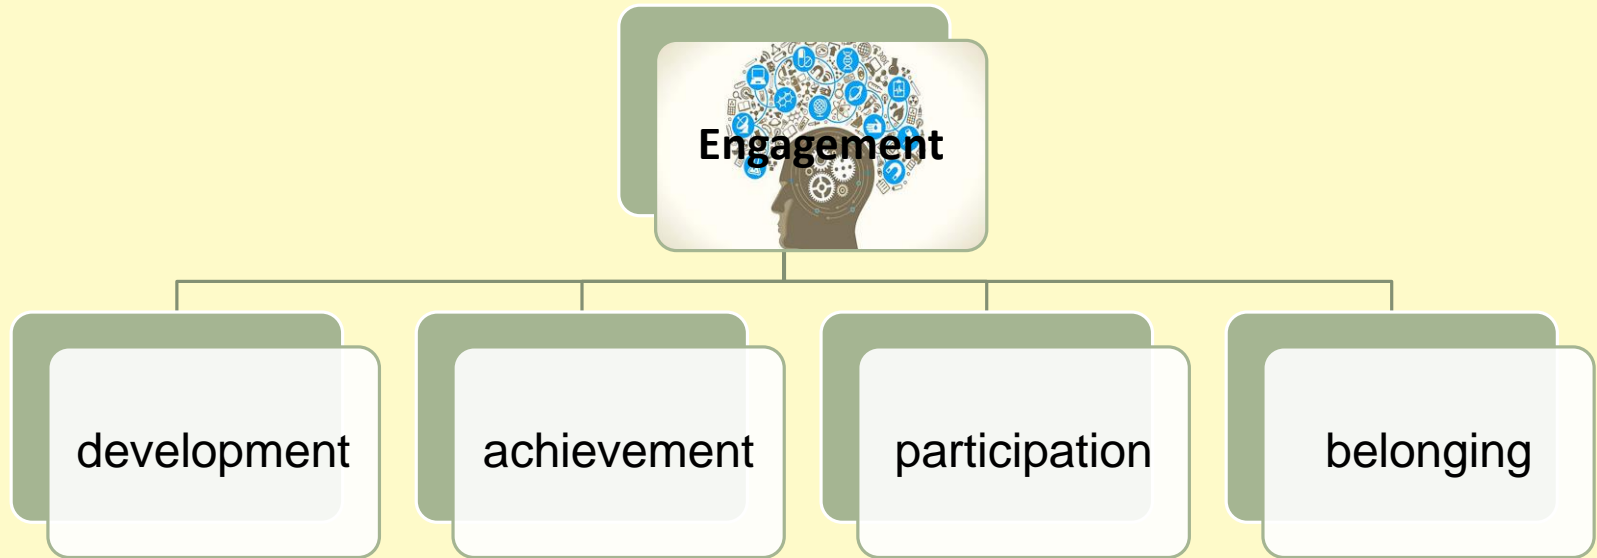 Engagement
development
achievement
participation
belonging